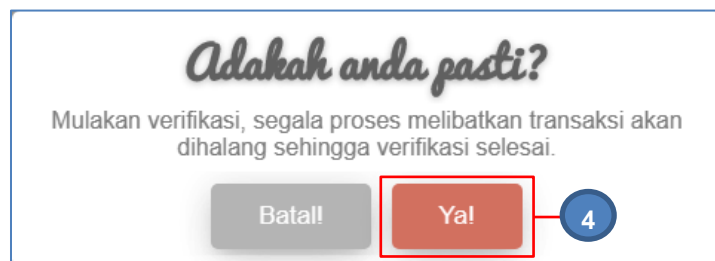 Adakah anda pasti?
Mulakan verifikasi, segala proses melibatkan transaksi akan
dihalang sehingga verifikasi selesai.
Batal! Ya! 4